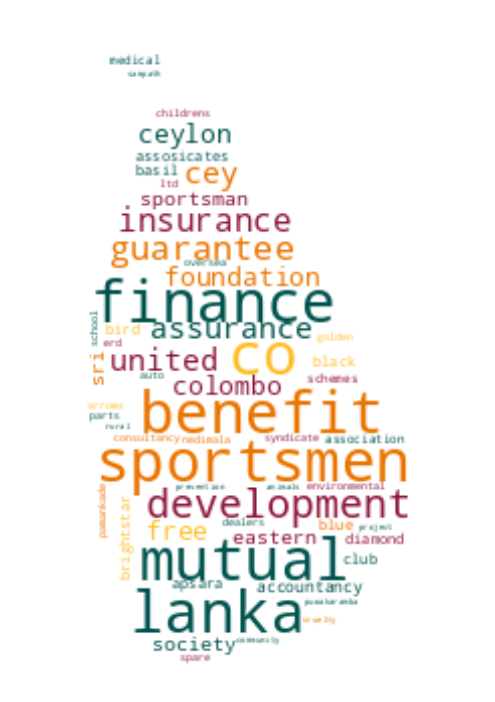 medical
sampath
childrens
ceylon
assosicates
basil cey
ltd
sportsman
insurance
guarantee
oversea
foundation
finance
school
assurance
bird
golden
erd
united
co
black
sri
auto
schemes
colombo
arroms
benefit
parts
rural
consultancy
nedimala
syndicate
association
sportsmen
prevention
animals
environmental
pamankade
development
brightstar
free
dealers
blue
project
eastern
diamond
mutual
club
apsara
accountancy
lanka
cruelty
society
community
spare